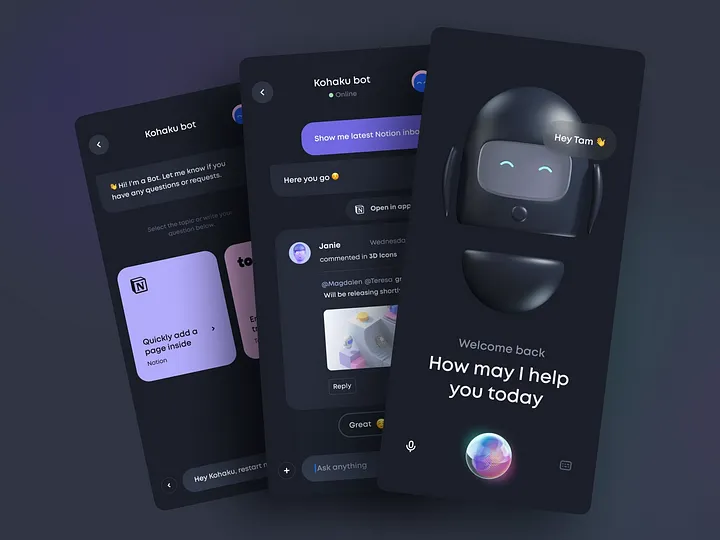 Kohaku bot
👋 Hi! I'm a Bot. Let me know if
you have any questions or requests.
Select the topic or write your
question below.
N
Quickly add a
page inside
Notion
to
Hey Kohaku, restart
Kohaku bot
Online
Show me latest Notion inbo
Here you go 😊
Open in app
Janie
Wednesda
commented in 3D Icons
@Magdalen @Teresa
Will be releasing shortl
Reply
Great
Ask anything
Hey Tam 👋
Welcome back
How may I help
you today